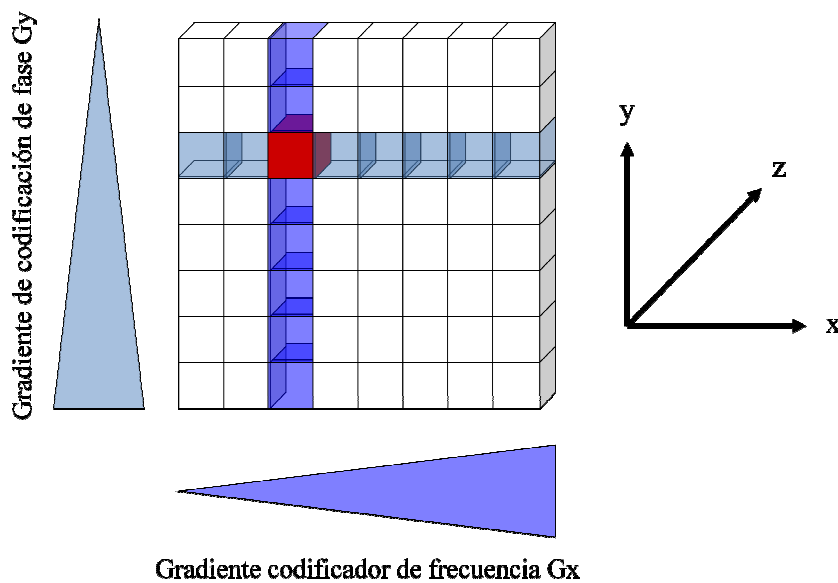 Gradiente de codificación de fase Gy
y
z
x
Gradiente codificador de frecuencia Gx